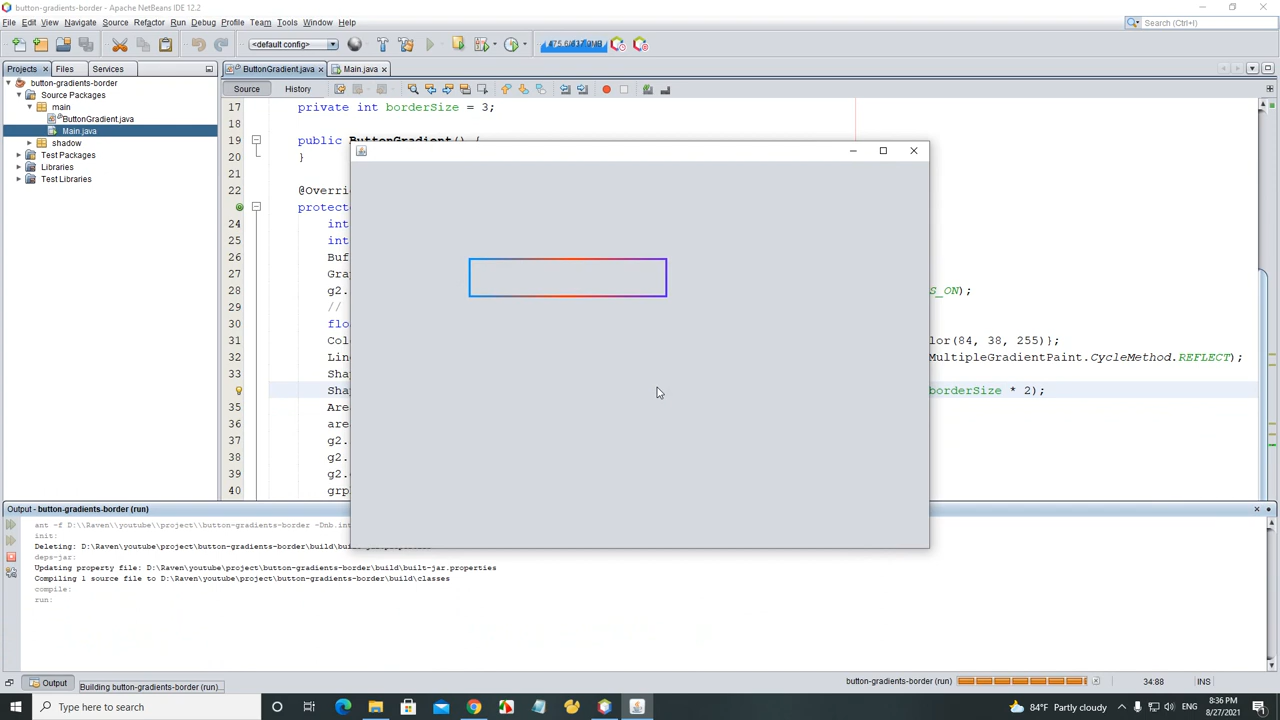 button-gradients-border - Apache NetBeans IDE 12.2
File Edit View Navigate Source Refactor Run Debug Profile Team Tools Window Help
Search (Ctrl+I)
<default config>
Projects Files Services
ButtonGradient.java Main.java
button-gradients-border
Source Packages
main
ButtonGradient.java
Main.java
shadow
Test Packages
Libraries
Test Libraries
Source History
17 private int borderSize = 3;
18
19 public ButtonGradient() {
20 }
21
22 @Overri
protec
24 int
25 int
26 Buf
27 Gra
28 g2. S_ON);
29 //
30 flo
31 Col lor(84, 38, 255)};
32 Lin MultipleGradientPaint.CycleMethod.REFLECT);
33 Sha
Sha borderSize * 2);
35 Are
36 are
37 g2.
38 g2.
39 g2.
40 grp
Output - button-gradients-border (run)
ant -f D:\\Raven\\youtube\\project\\button-gradients-border -Dnb.int
init:
deps-jar:
Updating property file: D:\Raven\youtube\project\button-gradients-border\build\built-jar.properties
Compiling 1 source file to D:\Raven\youtube\project\button-gradients-border\build\classes
compile:
run:
Output
Building button-gradients-border (run)...
button-gradients-border (run)
34:88
INS
Type here to search
84°F Partly cloudy
ENG
8:36 PM
8/27/2021